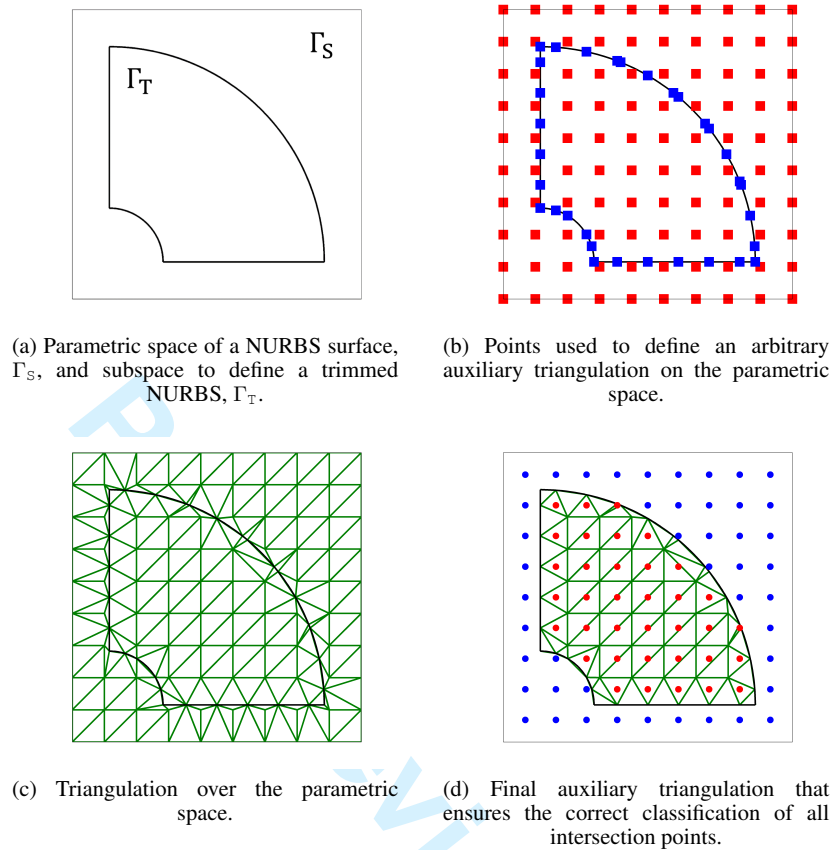 Γ_S
Γ_T
(a) Parametric space of a NURBS surface,
Γ_S, and subspace to define a trimmed
NURBS, Γ_T.
(b) Points used to define an arbitrary
auxiliary triangulation on the parametric
space.
(c) Triangulation over the parametric
space.
(d) Final auxiliary triangulation that
ensures the correct classification of all
intersection points.